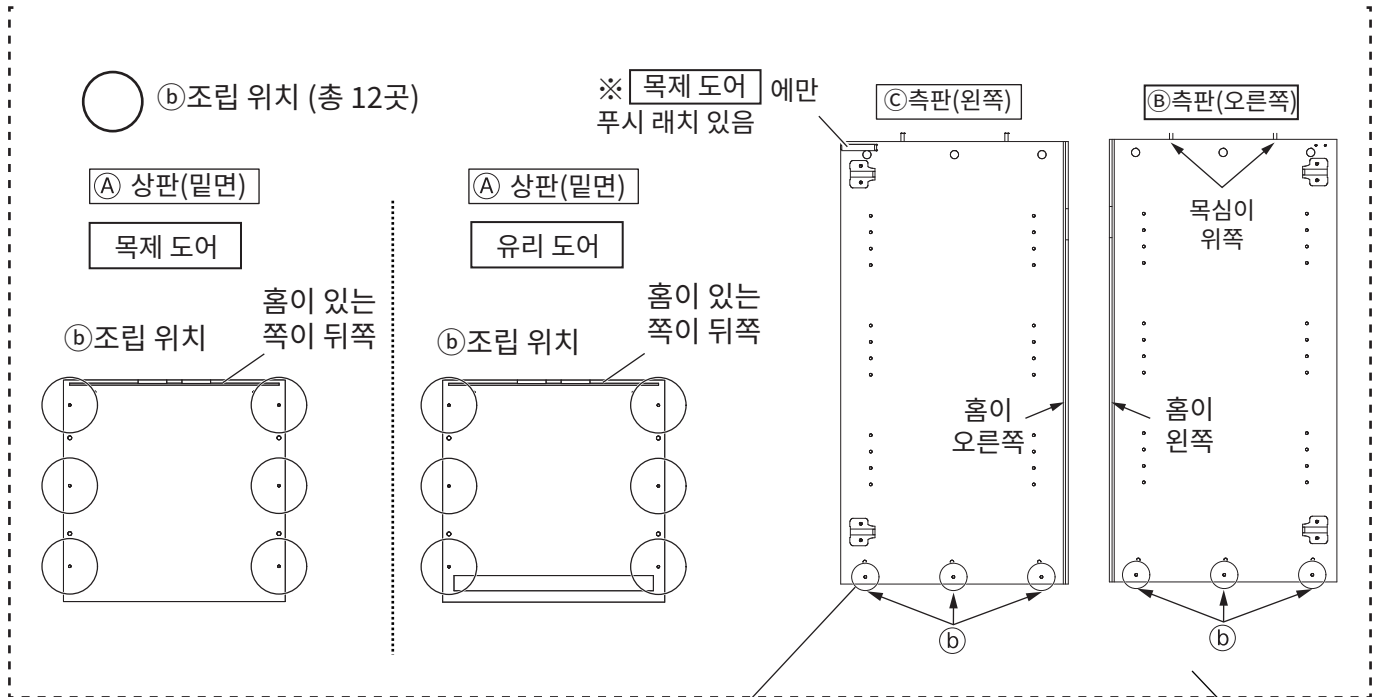 ⓑ조립 위치 (총 12곳)
※ 목제 도어 에만
푸시 래치 있음
Ⓒ측판(왼쪽)
Ⓑ측판(오른쪽)
Ⓐ 상판(밑면)
목제 도어
홈이 있는
쪽이 뒤쪽
ⓑ조립 위치
Ⓐ 상판(밑면)
유리 도어
홈이 있는
쪽이 뒤쪽
ⓑ조립 위치
목심이
위쪽
홈이
오른쪽
홈이
왼쪽
ⓑ
ⓑ